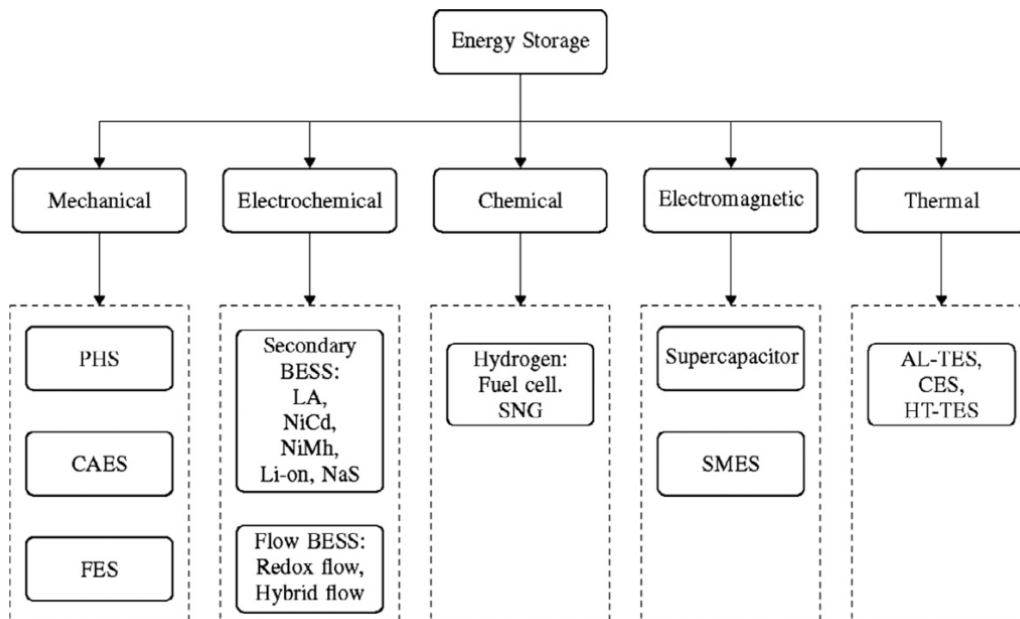 Energy Storage
Mechanical
Electrochemical
Chemical
Electromagnetic
Thermal
PHS
CAES
FES
Secondary
BESS:
LA,
NiCd,
NiMh,
Li-on, NaS
Flow BESS:
Redox flow,
Hybrid flow
Hydrogen:
Fuel cell.
SNG
Supercapacitor
SMES
AL-TES,
CES,
HT-TES